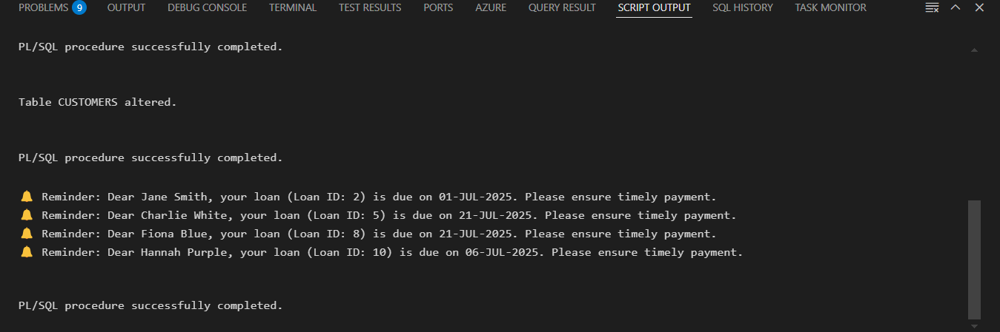 PROBLEMS 9 OUTPUT DEBUG CONSOLE TERMINAL TEST RESULTS PORTS AZURE QUERY RESULT SCRIPT OUTPUT SQL HISTORY TASK MONITOR
PL/SQL procedure successfully completed.
Table CUSTOMERS altered.
PL/SQL procedure successfully completed.
🔔 Reminder: Dear Jane Smith, your loan (Loan ID: 2) is due on 01-JUL-2025. Please ensure timely payment.
🔔 Reminder: Dear Charlie White, your loan (Loan ID: 5) is due on 21-JUL-2025. Please ensure timely payment.
🔔 Reminder: Dear Fiona Blue, your loan (Loan ID: 8) is due on 21-JUL-2025. Please ensure timely payment.
🔔 Reminder: Dear Hannah Purple, your loan (Loan ID: 10) is due on 06-JUL-2025. Please ensure timely payment.
PL/SQL procedure successfully completed.